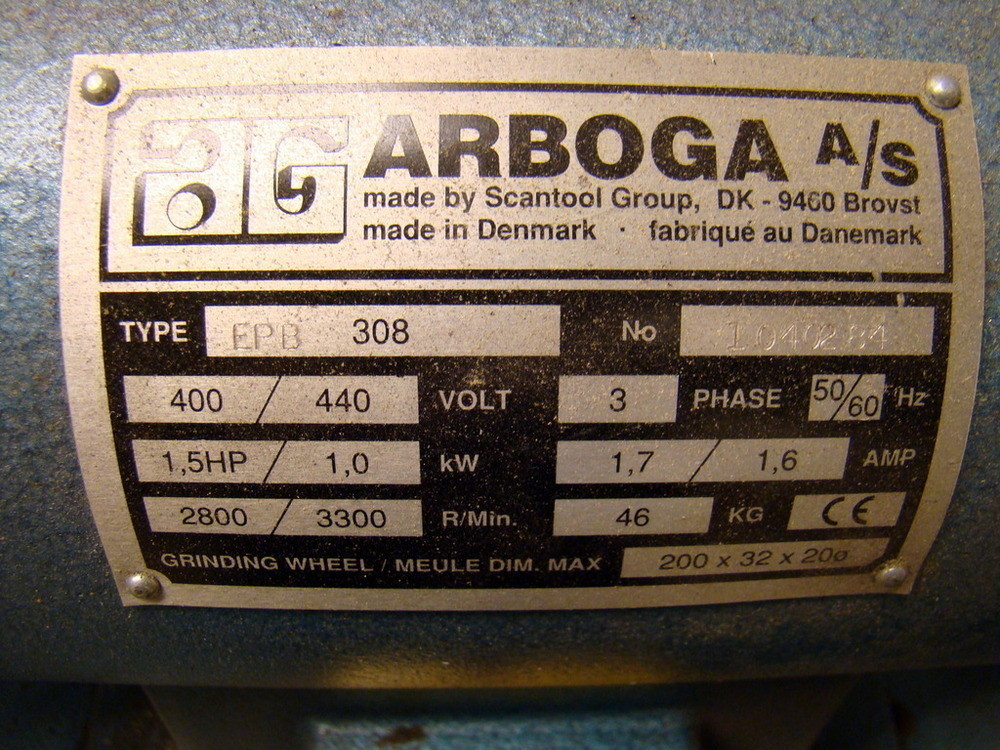 AG ARBOGA A/S
made by Scantool Group, DK - 9460 Brovst
made in Denmark · fabriqué au Danemark
TYPE EPB 308 No 1040284
400 / 440 VOLT 3 PHASE 50/60 Hz
1,5HP / 1,0 kW 1,7 / 1,6 AMP
2800 / 3300 R/Min. 46 KG CE
GRINDING WHEEL / MEULE DIM. MAX 200 x 32 x 20ø